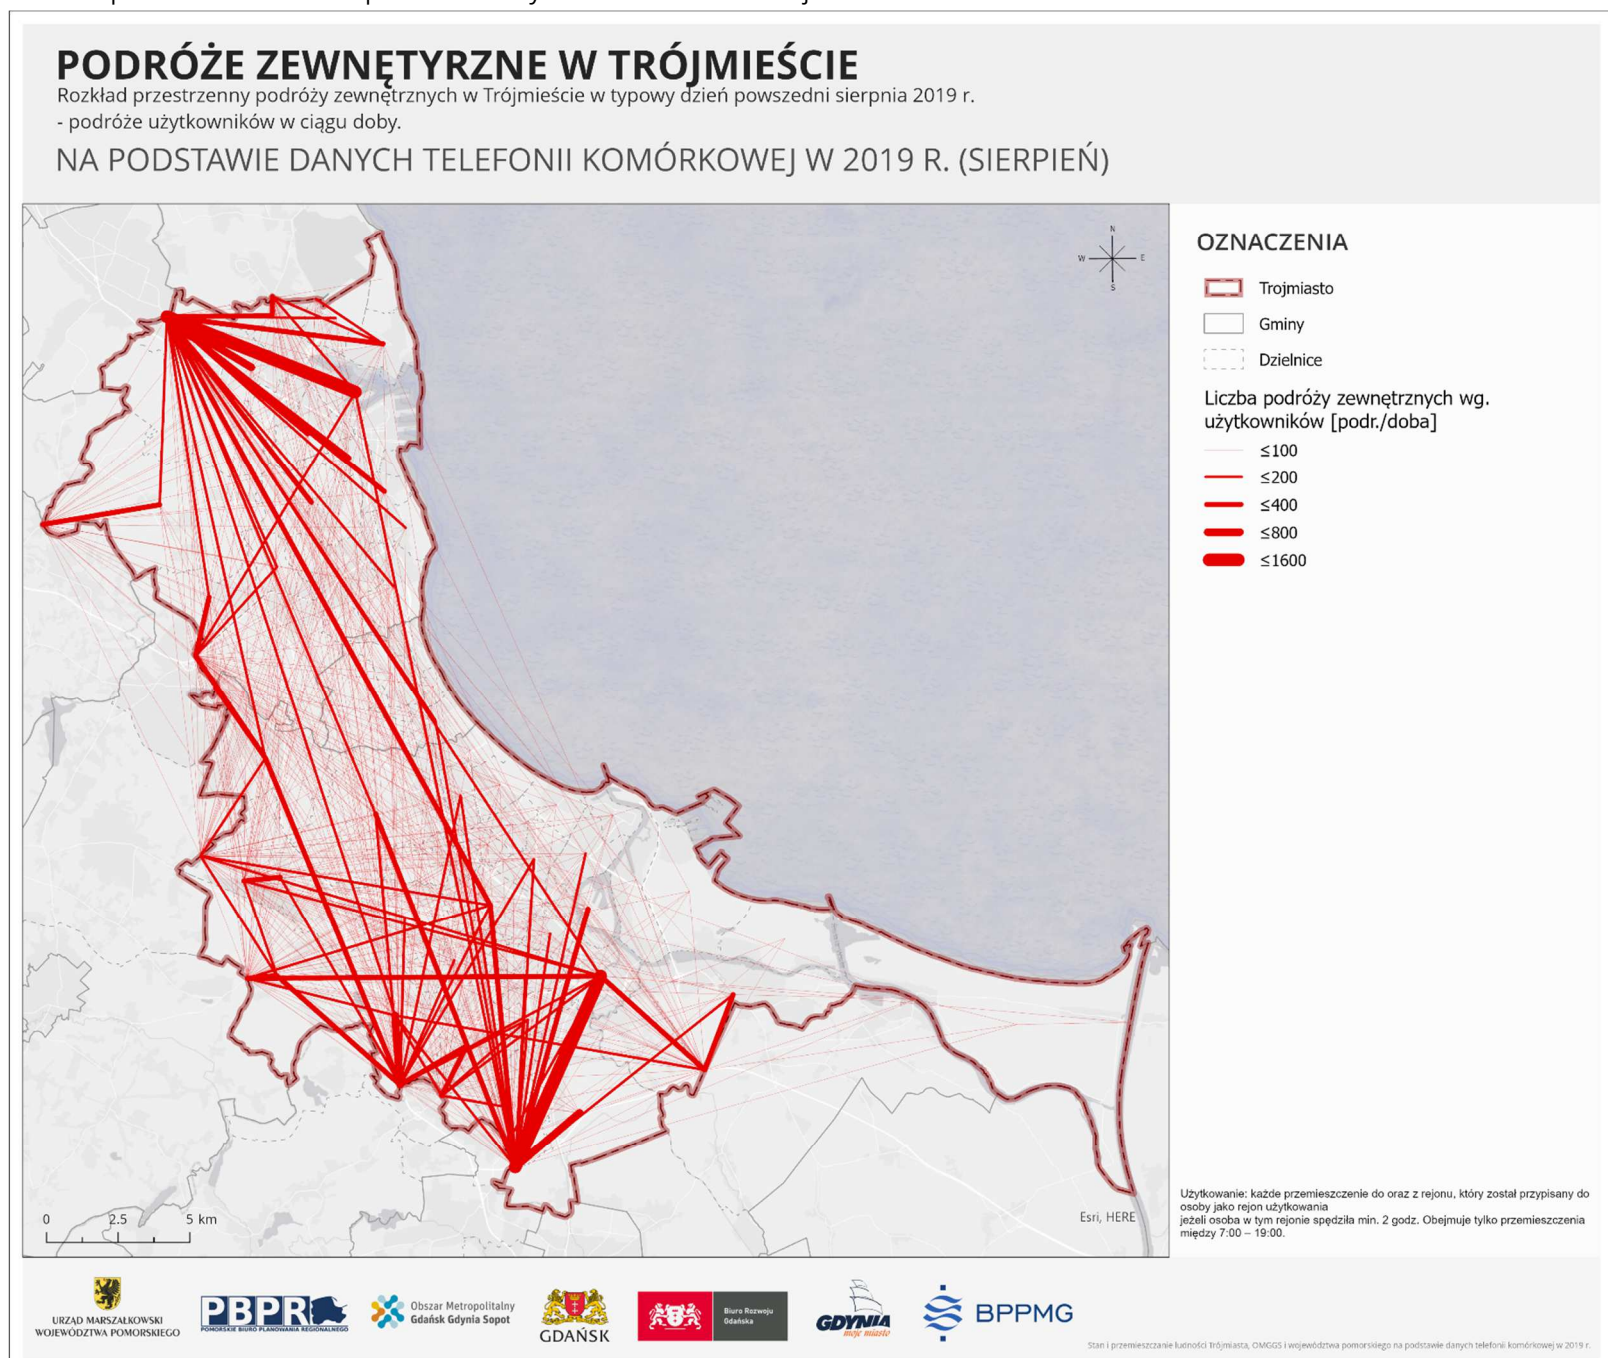 PODRÓŻE ZEWNĘTYRZNE W TRÓJMIEŚCIE
Rozkład przestrzenny podróży zewnętrznych w Trójmieście w typowy dzień powszedni sierpnia 2019 r.
- podróże użytkowników w ciągu doby.
NA PODSTAWIE DANYCH TELEFONII KOMÓRKOWEJ W 2019 R. (SIERPIEŃ)
N
W E
S
OZNACZENIA
Trojmiasto
Gminy
Dzielnice
Liczba podróży zewnętrznych wg.
użytkowników [podr./doba]
≤100
≤200
≤400
≤800
≤1600
0 2.5 5 km
Esri, HERE
Użytkowanie: każde przemieszczenie do oraz z rejonu, który został przypisany do
osoby jako rejon użytkowania
jeżeli osoba w tym rejonie spędziła min. 2 godz. Obejmuje tylko przemieszczenia
między 7:00 – 19:00.
URZĄD MARSZAŁKOWSKI
WOJEWÓDZTWA POMORSKIEGO
PBPR
POMORSKIE BIURO PLANOWANIA REGIONALNEGO
Obszar Metropolitalny
Gdańsk Gdynia Sopot
GDAŃSK
Biuro Rozwoju
Gdańska
GDYNIA
moje miasto
BPPMG
Stan i przemieszczanie ludności Trójmiasta, OMGGS i województwa pomorskiego na podstawie danych telefonii komórkowej w 2019 r.